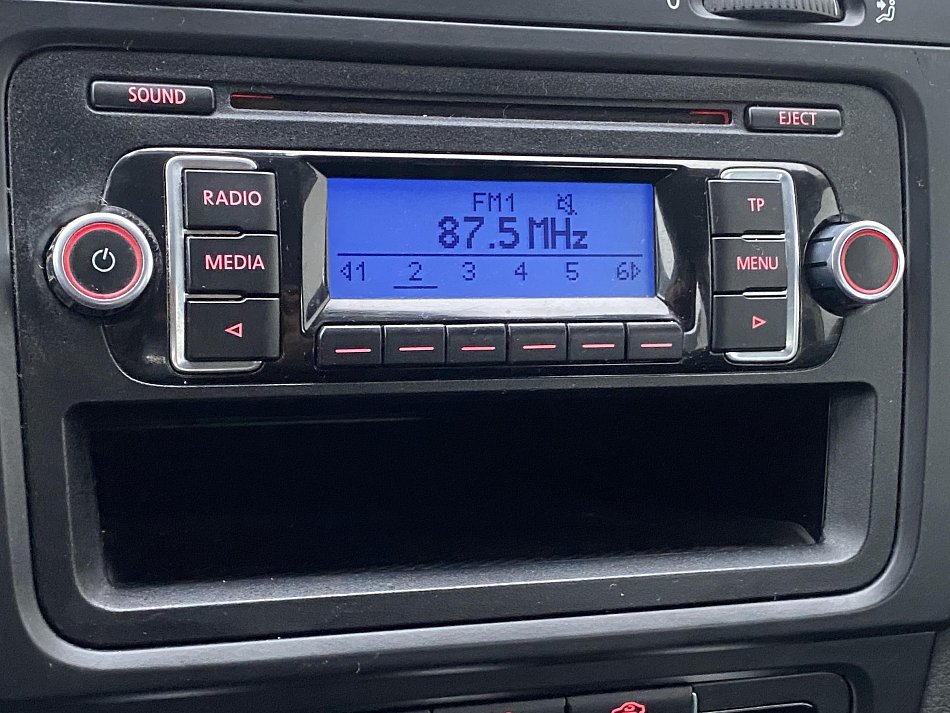 SOUND
EJECT
RADIO
MEDIA
FM1
87.5 MHz
1 2 3 4 5 6
TP
MENU